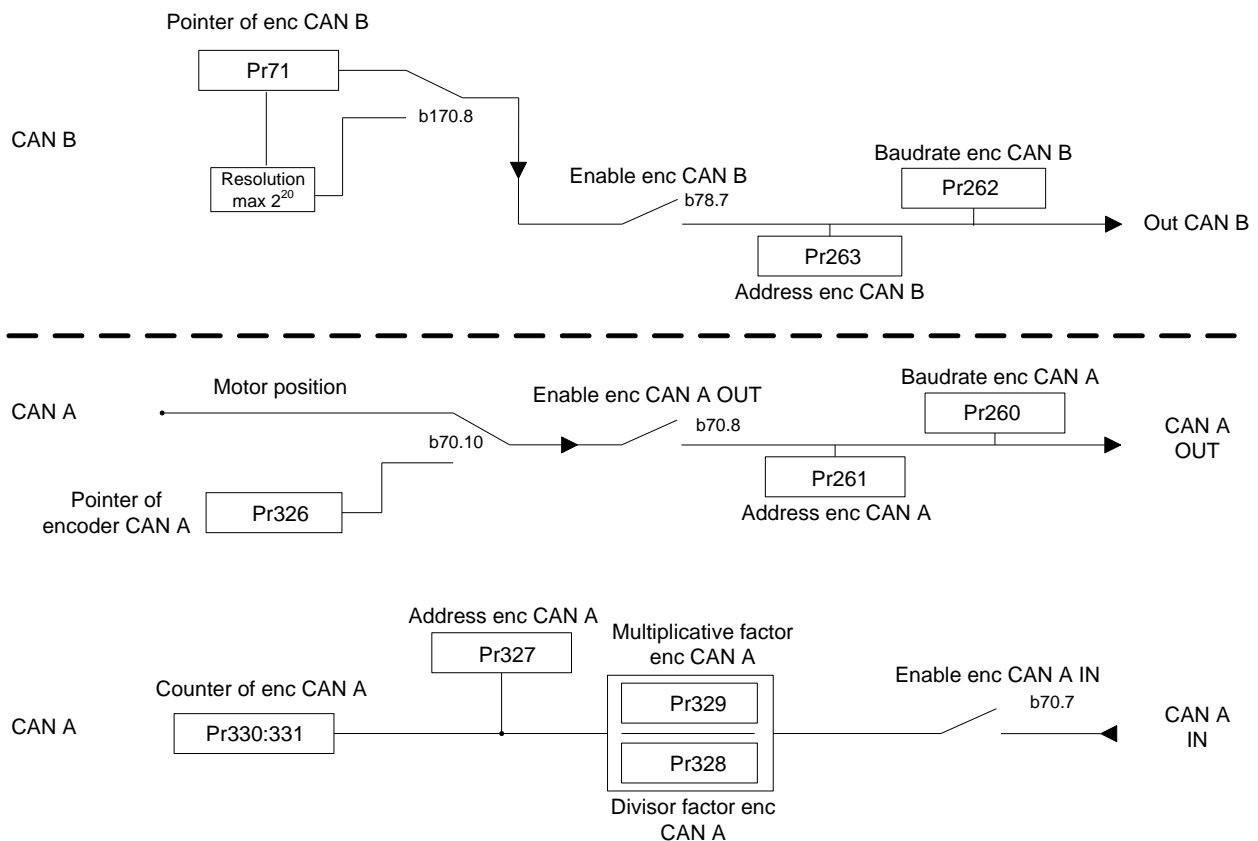 Pointer of enc CAN B
Pr71
b170.8
CAN B
Resolution
max 2²⁰
Enable enc CAN B
b78.7
Baudrate enc CAN B
Pr262
Out CAN B
Pr263
Address enc CAN B
Motor position
CAN A
b70.10
Enable enc CAN A OUT
b70.8
Baudrate enc CAN A
Pr260
CAN A
OUT
Pr261
Address enc CAN A
Pointer of
encoder CAN A
Pr326
Address enc CAN A
Pr327
Multiplicative factor
enc CAN A
Pr329
Pr328
Divisor factor enc
CAN A
Counter of enc CAN A
Pr330:331
CAN A
Enable enc CAN A IN
b70.7
CAN A
IN